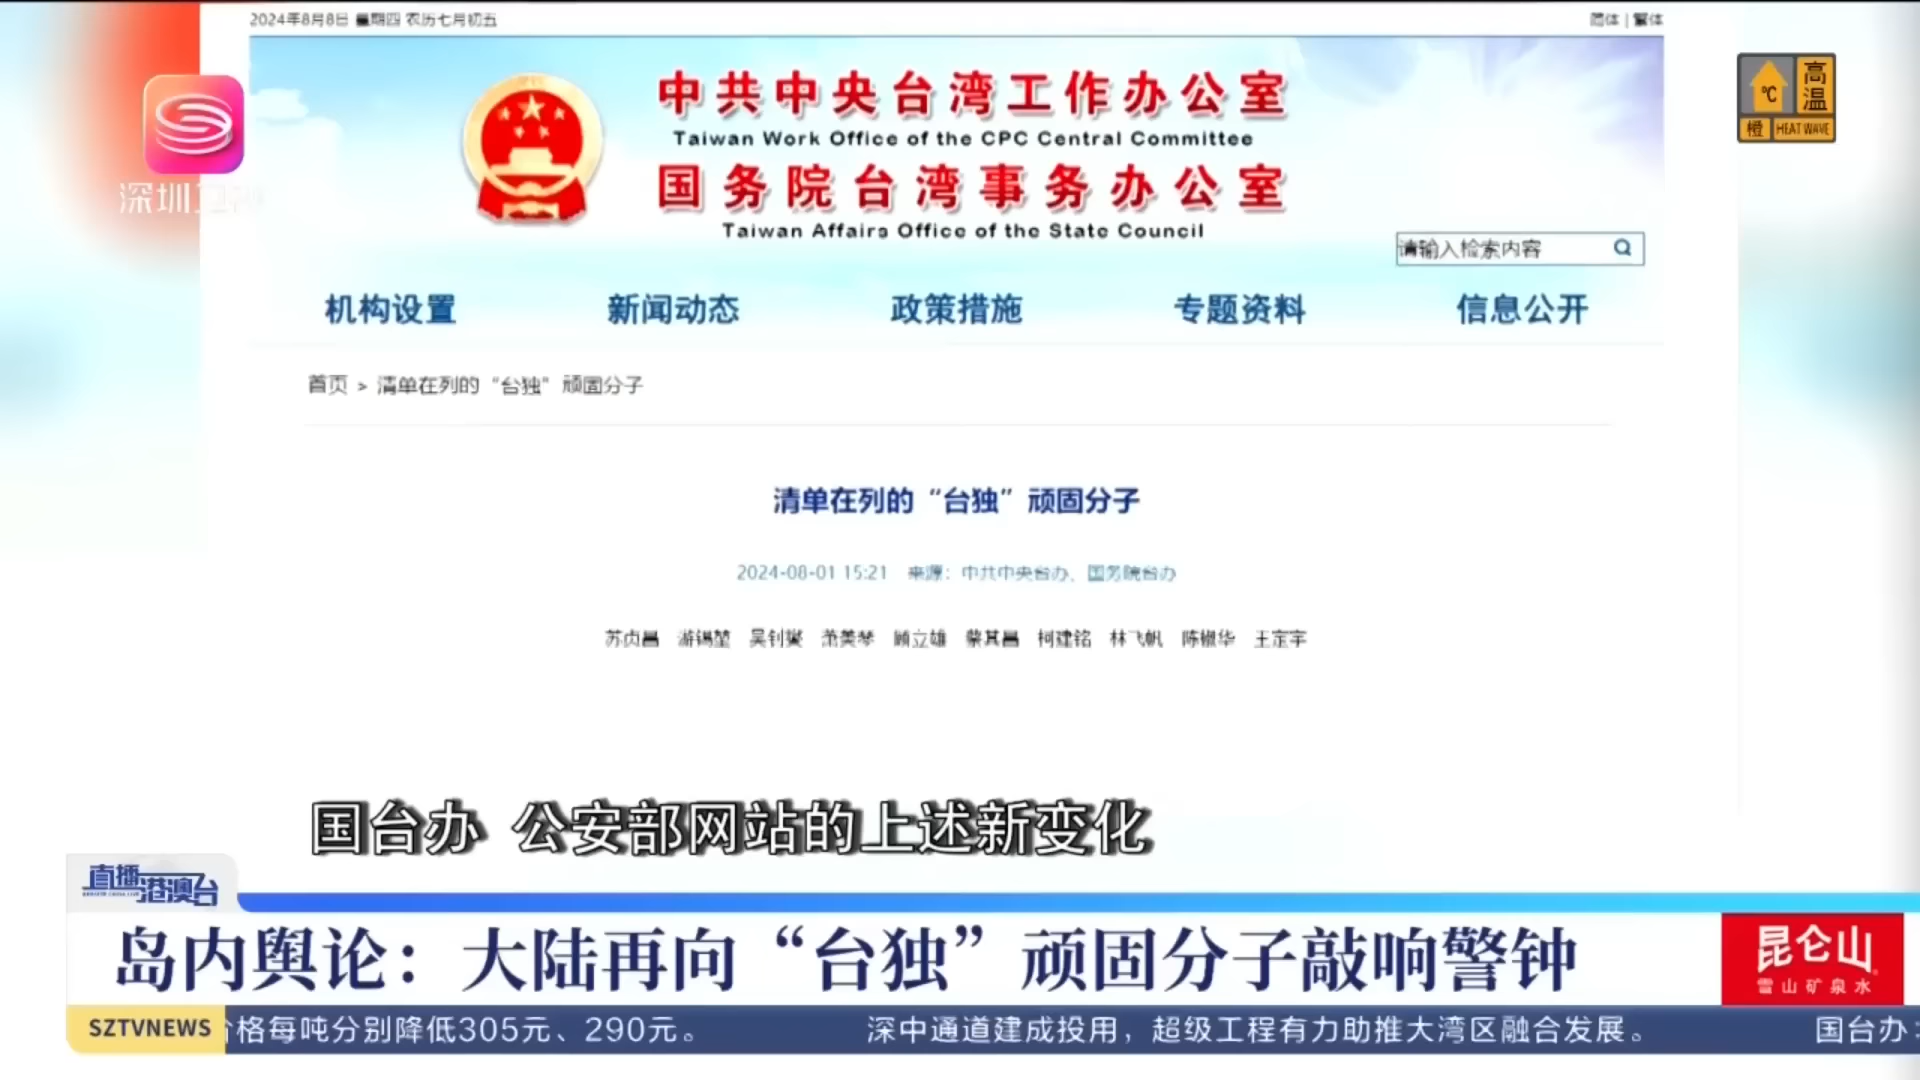 2024年8月8日 星期四 农历七月初五
简体 | 繁体
中共中央台湾工作办公室
Taiwan Work Office of the CPC Central Committee
国务院台湾事务办公室
Taiwan Affairs Office of the State Council
高温
℃
橙 HEAT WAVE
深圳卫视
请输入检索内容
机构设置 新闻动态 政策措施 专题资料 信息公开
首页 > 清单在列的“台独”顽固分子
清单在列的“台独”顽固分子
2024-08-01 15:21 来源：中共中央台办、国务院台办
苏贞昌 游锡堃 吴钊燮 萧美琴 顾立雄 蔡其昌 柯建铭 林飞帆 陈椒华 王定宇
国台办 公安部网站的上述新变化
直播港澳台
岛内舆论：大陆再向“台独”顽固分子敲响警钟
昆仑山
雪山矿泉水
SZTVNEWS
价格每吨分别降低305元、290元。 深中通道建成投用，超级工程有力助推大湾区融合发展。 国台办：